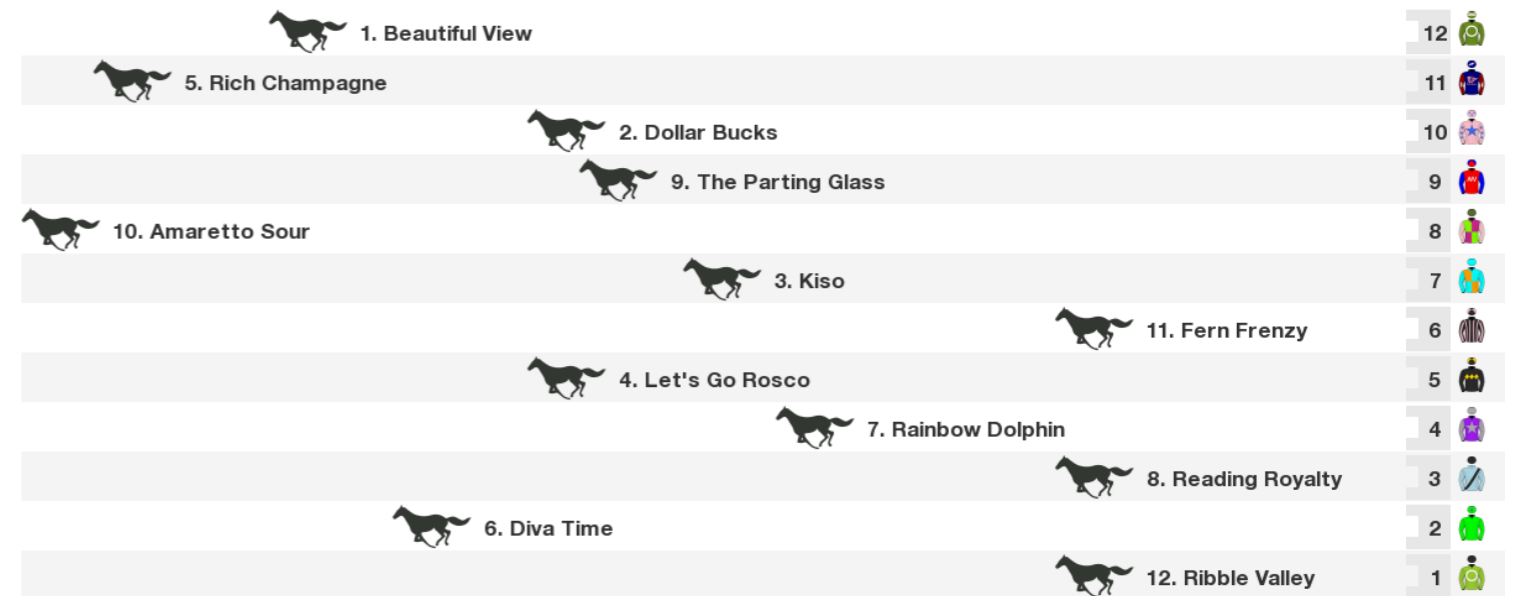 1. Beautiful View 12
5. Rich Champagne 11
2. Dollar Bucks 10
9. The Parting Glass 9
10. Amaretto Sour 8
3. Kiso 7
11. Fern Frenzy 6
4. Let's Go Rosco 5
7. Rainbow Dolphin 4
8. Reading Royalty 3
6. Diva Time 2
12. Ribble Valley 1